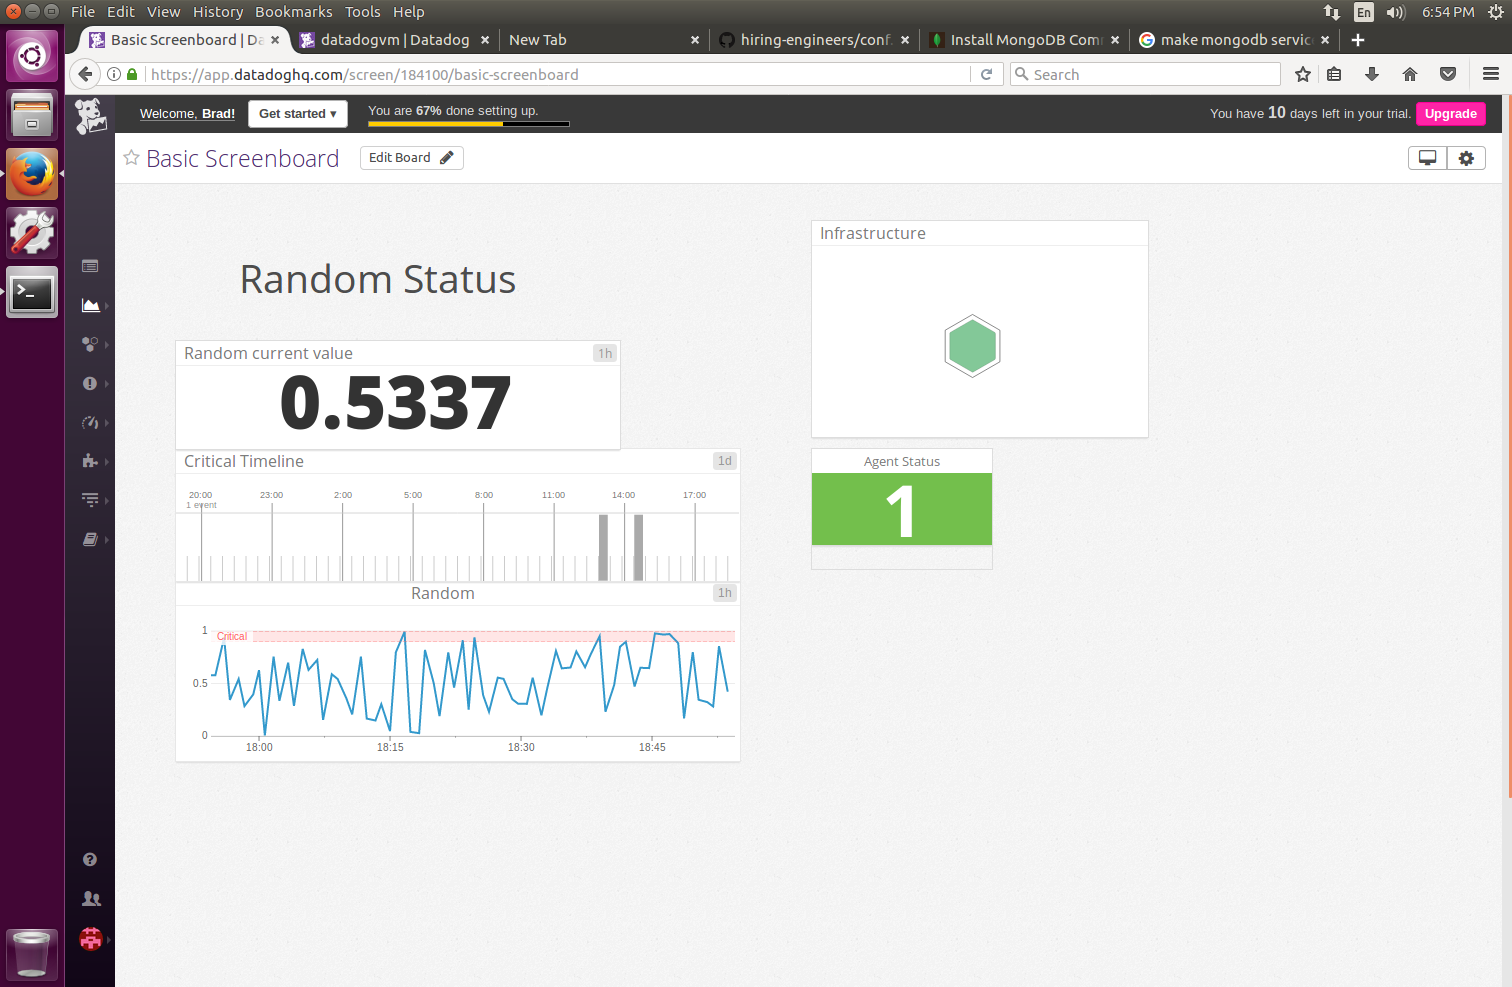 File Edit View History Bookmarks Tools Help
En
6:54 PM
Basic Screenboard | Da
datadogvm | Datadog
New Tab
hiring-engineers/conf.
Install MongoDB Com
make mongodb servic
https://app.datadoghq.com/screen/184100/basic-screenboard
Search
Welcome, Brad!
Get started ▾
You are 67% done setting up.
You have 10 days left in your trial.
Upgrade
Basic Screenboard
Edit Board
Random Status
Random current value
1h
0.5337
Critical Timeline
1d
20:00 23:00 2:00 5:00 8:00 11:00 14:00 17:00
1 event
Random
1h
1
Critical
0.5
0
18:00 18:15 18:30 18:45
Infrastructure
Agent Status
1